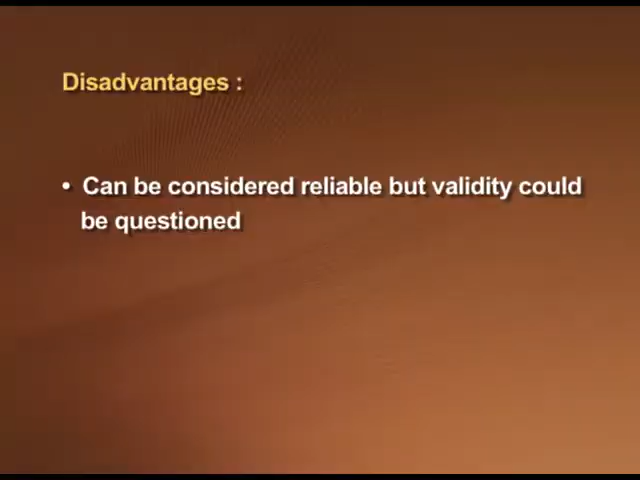 Disadvantages :
• Can be considered reliable but validity could
be questioned